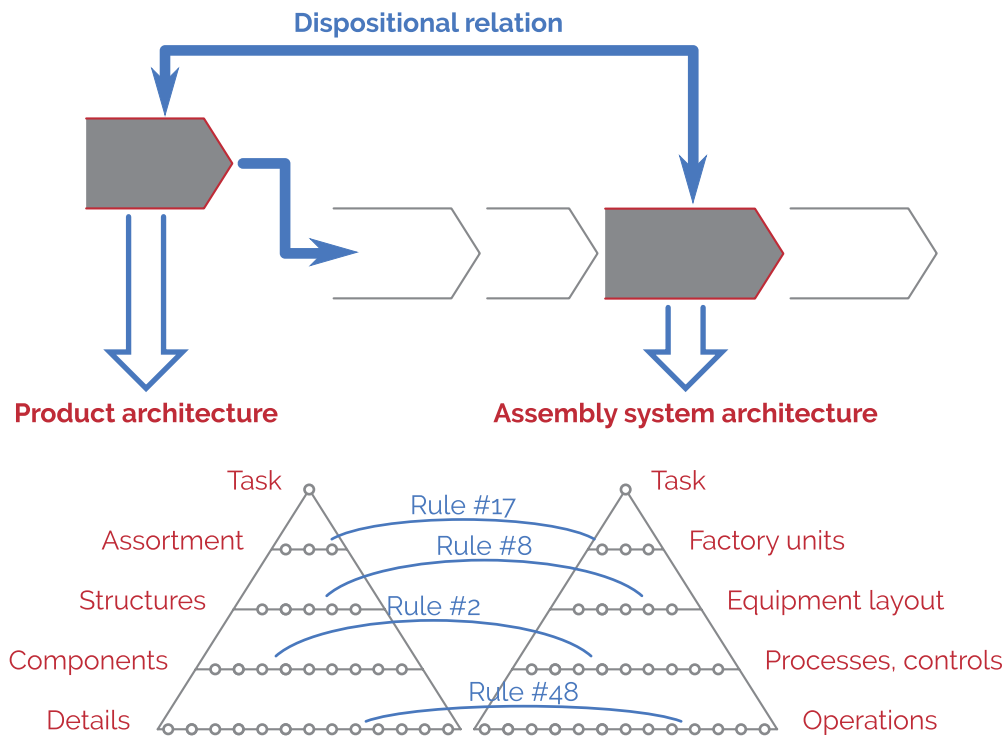 Dispositional relation
Product architecture
Assembly system architecture
Task
Task
Rule #17
Assortment
Factory units
Rule #8
Structures
Equipment layout
Rule #2
Components
Processes, controls
Rule #48
Details
Operations